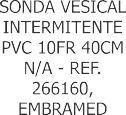 SONDA VESICAL
INTERMITENTE
PVC 10FR 40CM
N/A - REF.
266160,
EMBRAMED